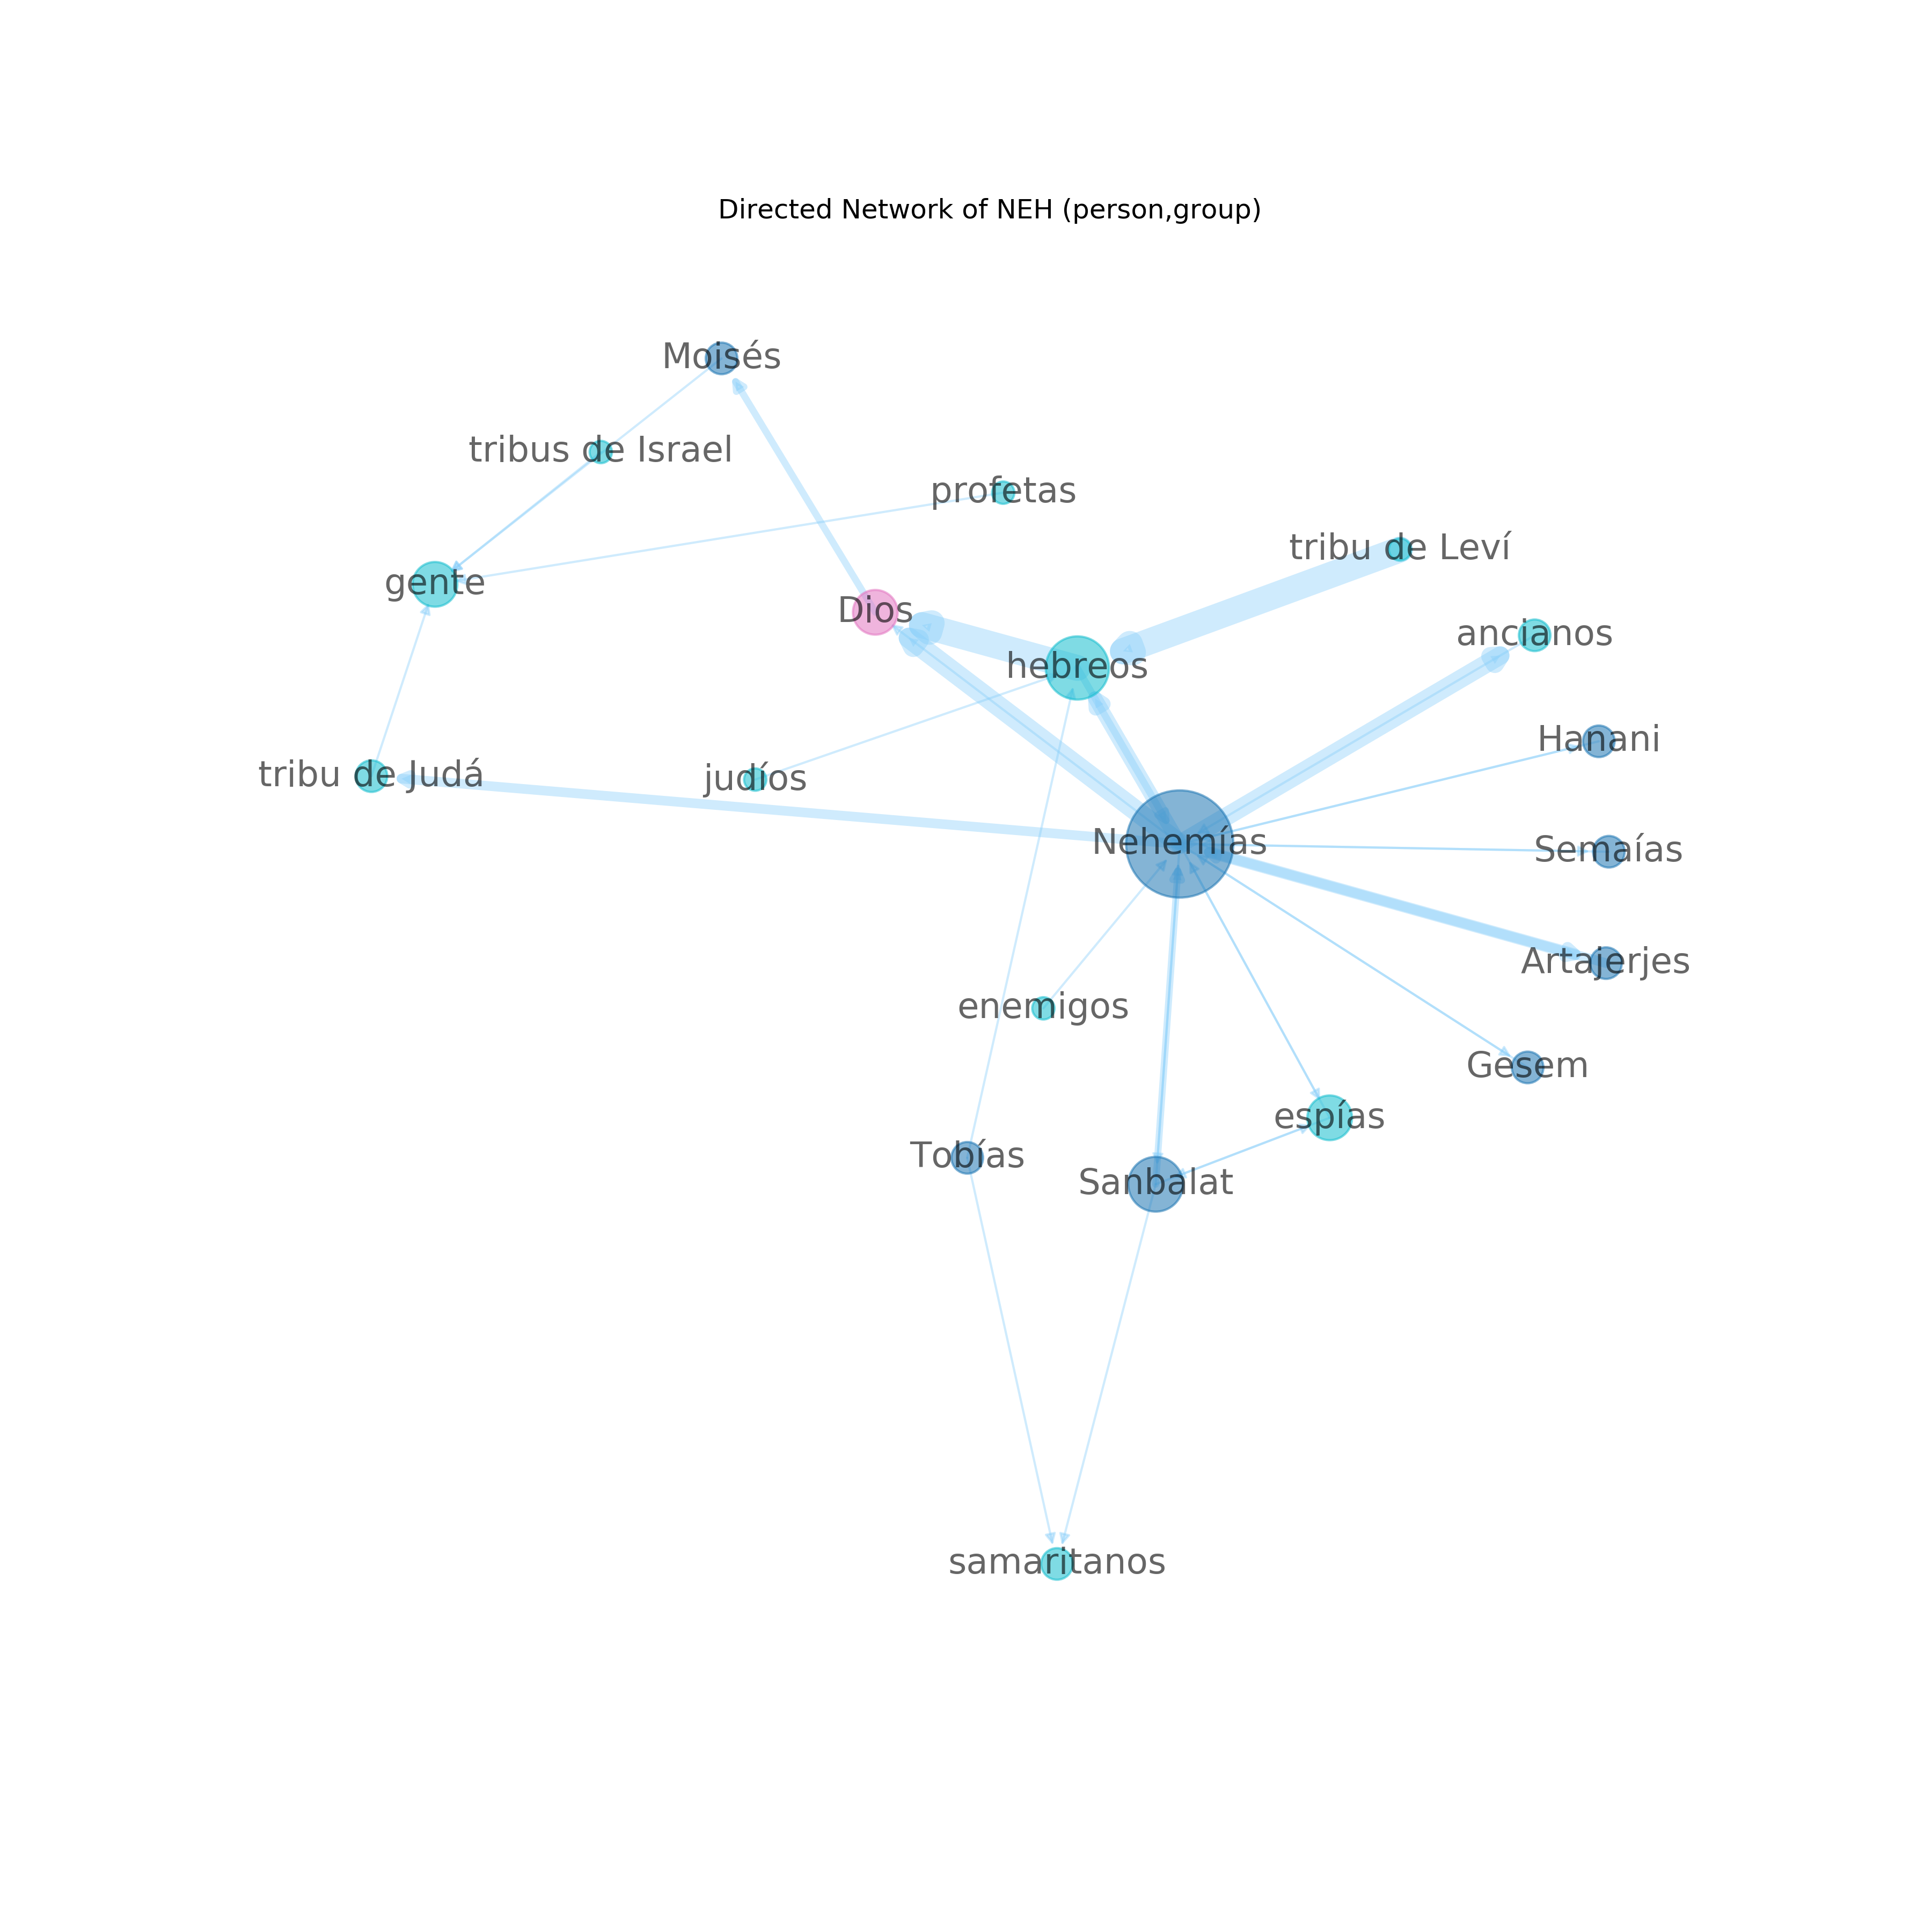 Directed Network of NEH (person,group)
Moisés
tribus de Israel
profetas
tribu de Leví
gente
Dios
ancianos
hebreos
Hanani
tribu de Judá
judíos
Nehemías
Semaías
Artajerjes
enemigos
Gesem
espías
Tobías
Sanbalat
samaritanos